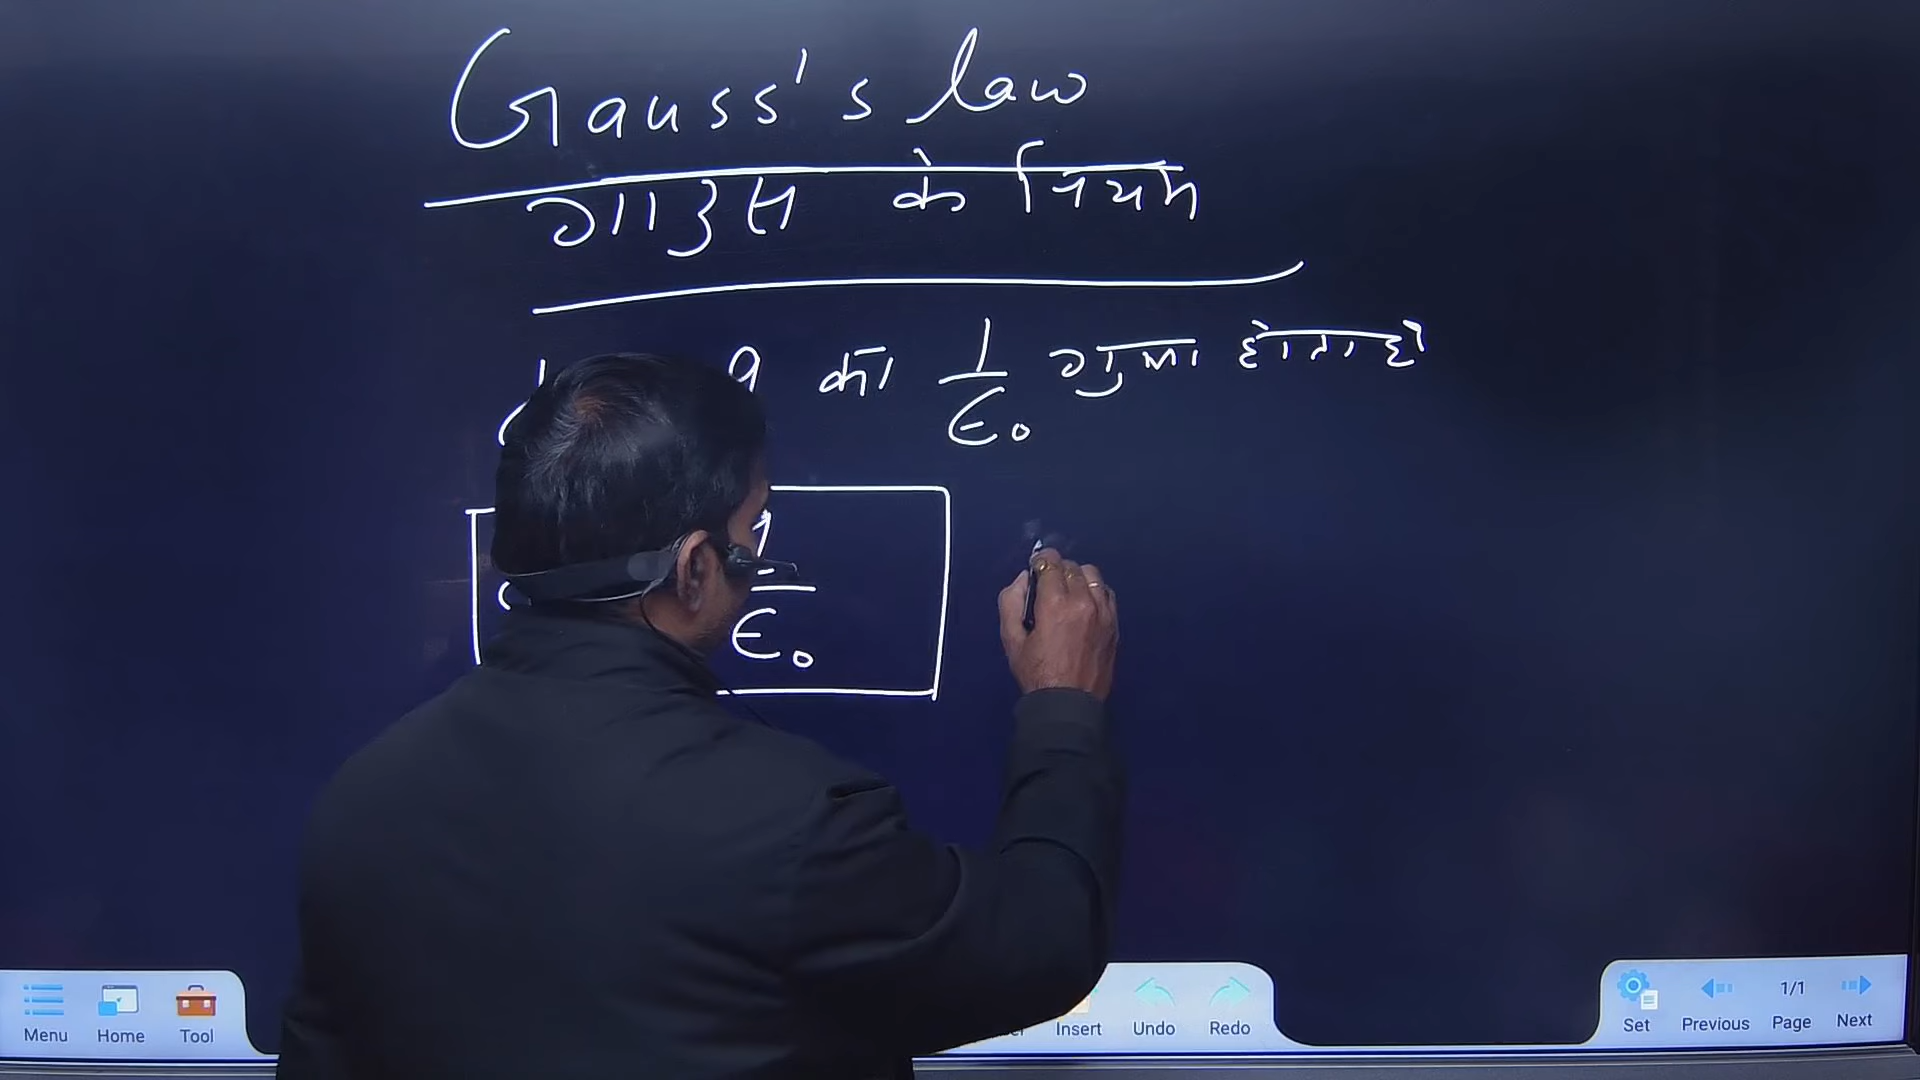 Gauss's law
गाउस के नियम
q का 1/ϵ₀ गुणा होता है
1/ϵ₀
Menu Home Tool Insert Undo Redo Set Previous 1/1 Page Next